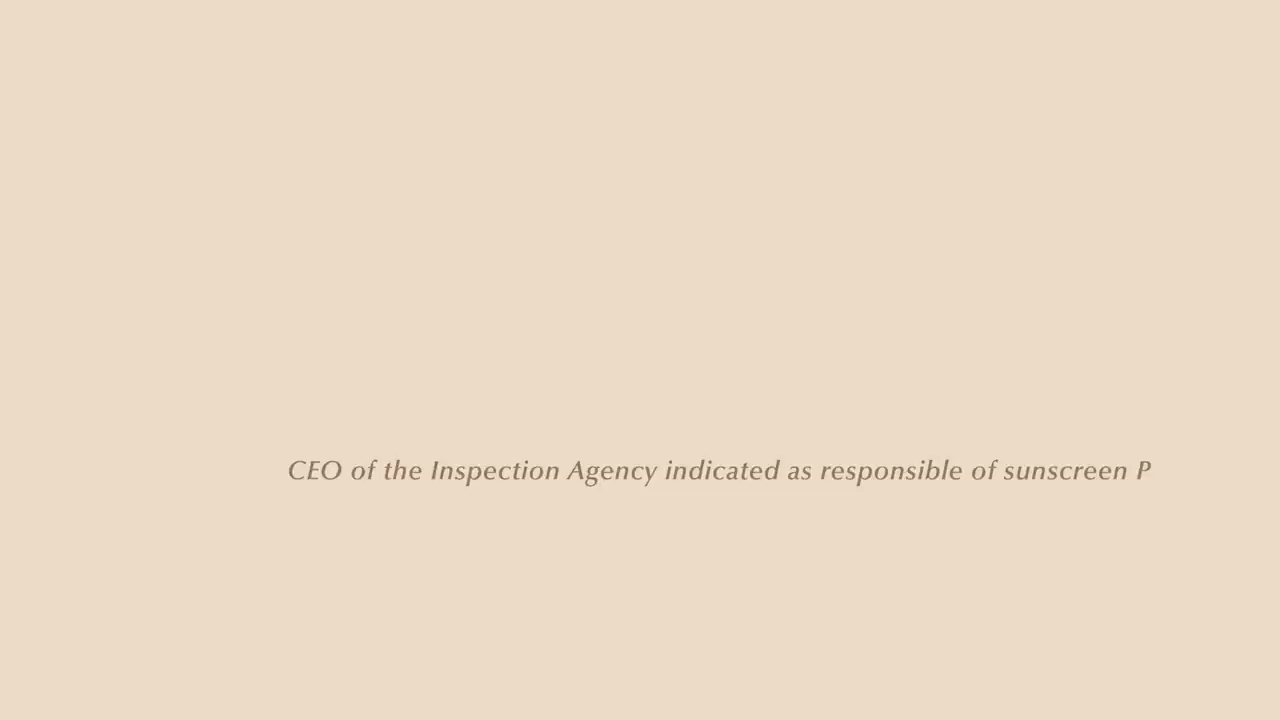 CEO of the Inspection Agency indicated as responsible of sunscreen P